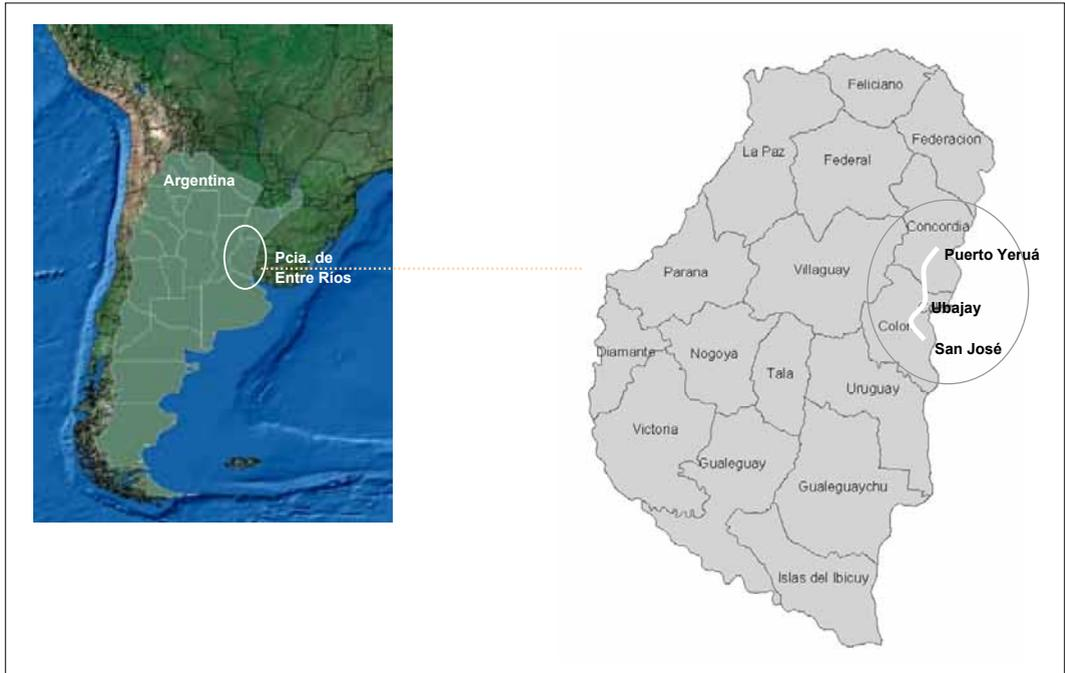 Argentina
Pcia. de
Entre Ríos
Feliciano
Federacion
La Paz
Federal
Concordia
Puerto Yeruá
Parana
Villaguay
Ubajay
Colon
San José
Diamante
Nogoya
Tala
Uruguay
Victoria
Gualeguay
Gualeguaychu
Islas del Ibicuy